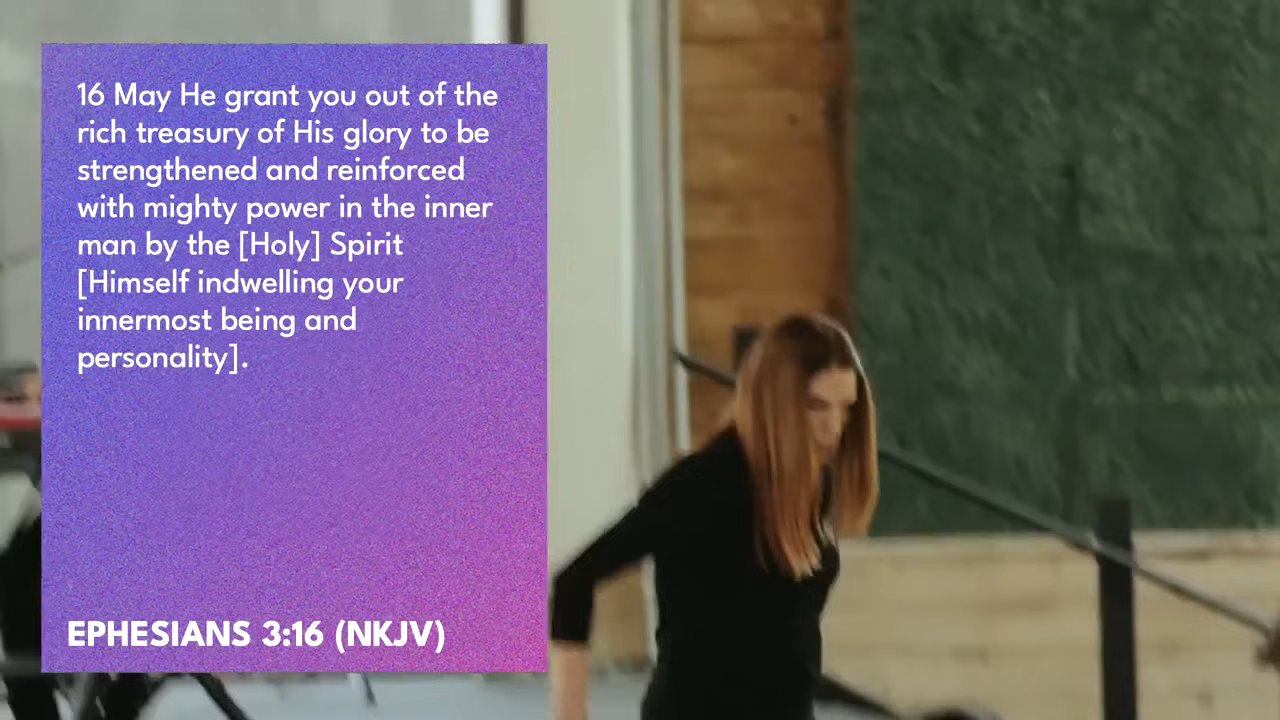 16 May He grant you out of the
rich treasury of His glory to be
strengthened and reinforced
with mighty power in the inner
man by the [Holy] Spirit
[Himself indwelling your
innermost being and
personality].
EPHESIANS 3:16 (NKJV)